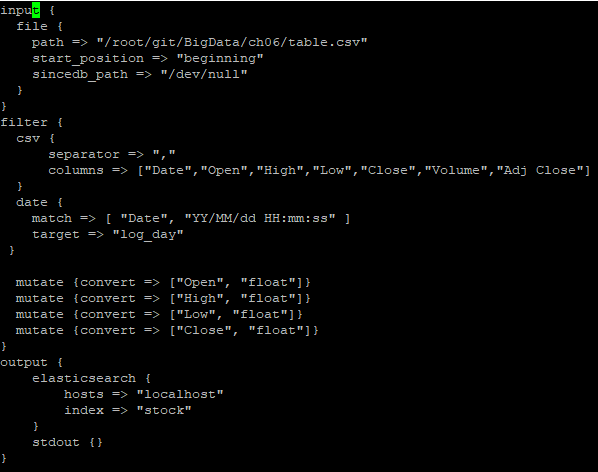 input {
  file {
    path => "/root/git/BigData/ch06/table.csv"
    start_position => "beginning"
    sincedb_path => "/dev/null"
  }
}
filter {
  csv {
      separator => ","
      columns => ["Date","Open","High","Low","Close","Volume","Adj Close"]
  }
  date {
    match => [ "Date", "YY/MM/dd HH:mm:ss" ]
    target => "log_day"
 }

  mutate {convert => ["Open", "float"]}
  mutate {convert => ["High", "float"]}
  mutate {convert => ["Low", "float"]}
  mutate {convert => ["Close", "float"]}
}
output {
    elasticsearch {
        hosts => "localhost"
        index => "stock"
    }
    stdout {}
}